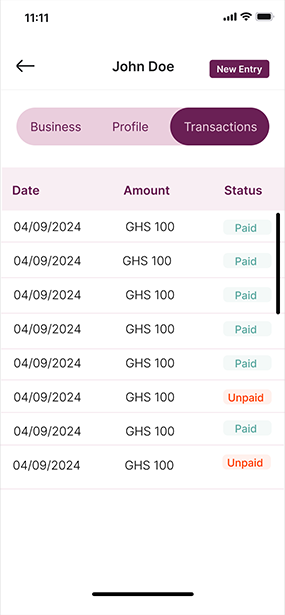 11:11
John Doe New Entry
Business Profile Transactions
Date Amount Status
04/09/2024 GHS 100 Paid
04/09/2024 GHS 100 Paid
04/09/2024 GHS 100 Paid
04/09/2024 GHS 100 Paid
04/09/2024 GHS 100 Paid
04/09/2024 GHS 100 Unpaid
04/09/2024 GHS 100 Paid
04/09/2024 GHS 100 Unpaid